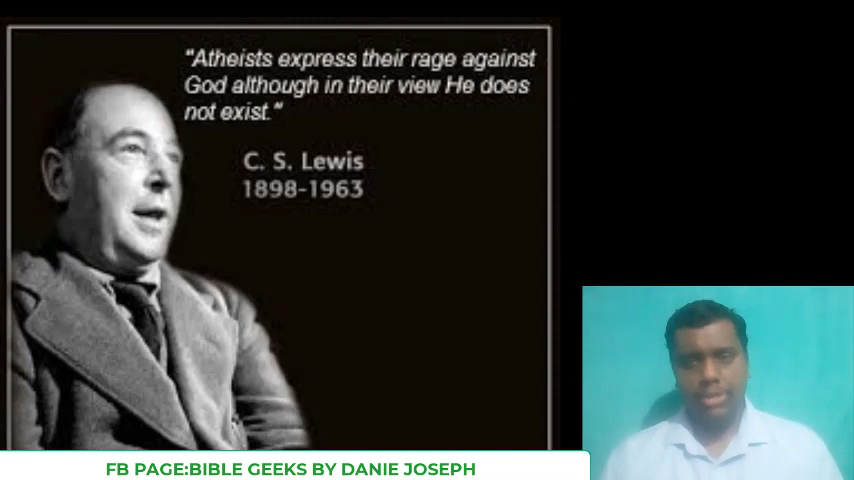 "Atheists express their rage against
God although in their view He does
not exist."
C. S. Lewis
1898-1963
FB PAGE:BIBLE GEEKS BY DANIE JOSEPH